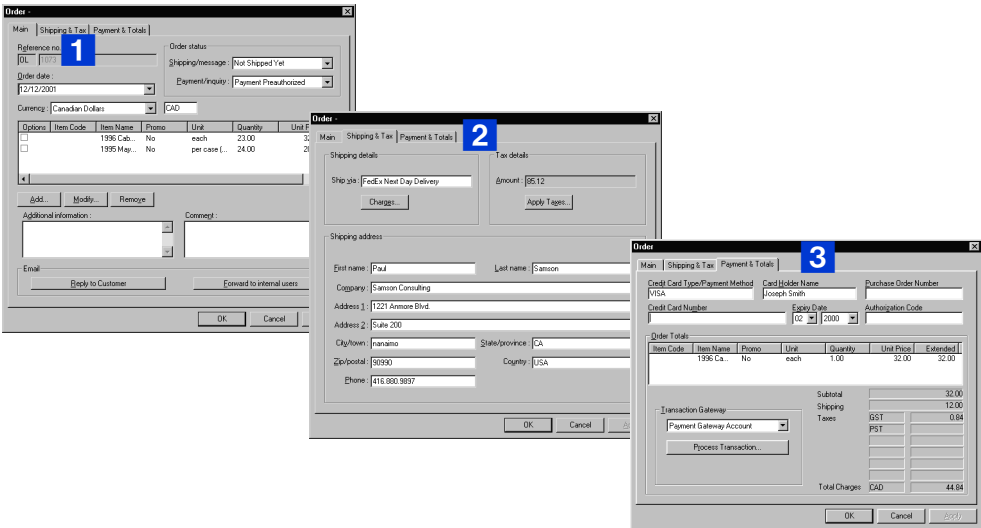 Order -
Main Shipping & Tax Payment & Totals
1
Reference no.
OL 1073
Order status
Shipping/message : Not Shipped Yet
Payment/inquiry : Payment Preauthorized
Order date :
12/12/2001
Currency : Canadian Dollars CAD
Options Item Code Item Name Promo Unit Quantity Unit P
1996 Cab... No each 23.00 32
1995 May... No per case (... 24.00 28
Add... Modify... Remove
Additional information : Comment :
Email
Reply to Customer Forward to internal users
OK Cancel
Order -
Main Shipping & Tax Payment & Totals
2
Shipping details
Ship via : FedEx Next Day Delivery
Charges...
Tax details
Amount : 85.12
Apply Taxes...
Shipping address
First name : Paul Last name : Samson
Company : Samson Consulting
Address 1 : 1221 Anmore Blvd.
Address 2 : Suite 200
City/town : nanaimo State/province : CA
Zip/postal : 90990 Country : USA
Phone : 416.880.9897
OK Cancel
Order
Main Shipping & Tax Payment & Totals
3
Credit Card Type/Payment Method Card Holder Name Purchase Order Number
VISA Joseph Smith
Credit Card Number Expiry Date Authorization Code
02 2000
Order Totals
Item Code Item Name Promo Unit Quantity Unit Price Extended
1996 Ca... No each 1.00 32.00 32.00
Subtotal 32.00
Shipping 12.00
Taxes GST 0.84
PST
Transaction Gateway
Payment Gateway Account
Process Transaction...
Total Charges CAD 44.84
OK Cancel Apply